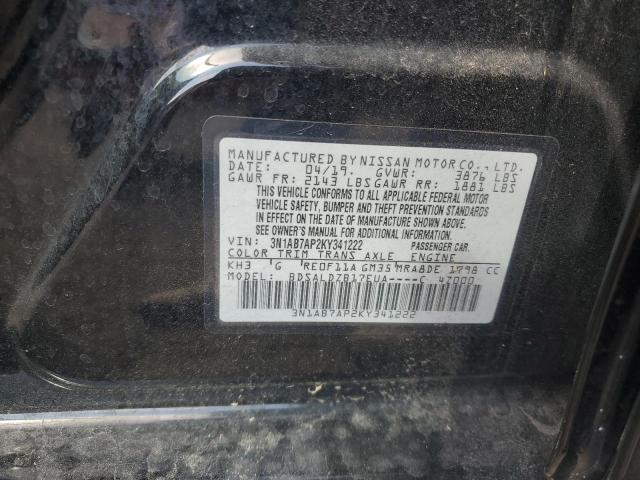 MANUFACTURED BY NISSAN MOTOR CO., LTD.
DATE: 04/19. GVWR: 3876 LBS
GAWR FR: 2143 LBS GAWR RR: 1881 LBS
THIS VEHICLE CONFORMS TO ALL APPLICABLE FEDERAL MOTOR
VEHICLE SAFETY, BUMPER AND THEFT PREVENTION STANDARDS
IN EFFECT ON THE DATE OF MANUFACTURE SHOWN ABOVE.
SEE OWNER'S MANUAL FOR ADDITIONAL INFORMATION.
VIN: 3N1AB7AP2KY341222 PASSENGER CAR.
COLOR TRIM TRANS AXLE ENGINE
KH3 G RE0F11A GM35 MRA8DE 1798 CC
MODEL: BDSALDZB17EUA----C 4Z000
3N1AB7AP2KY341222